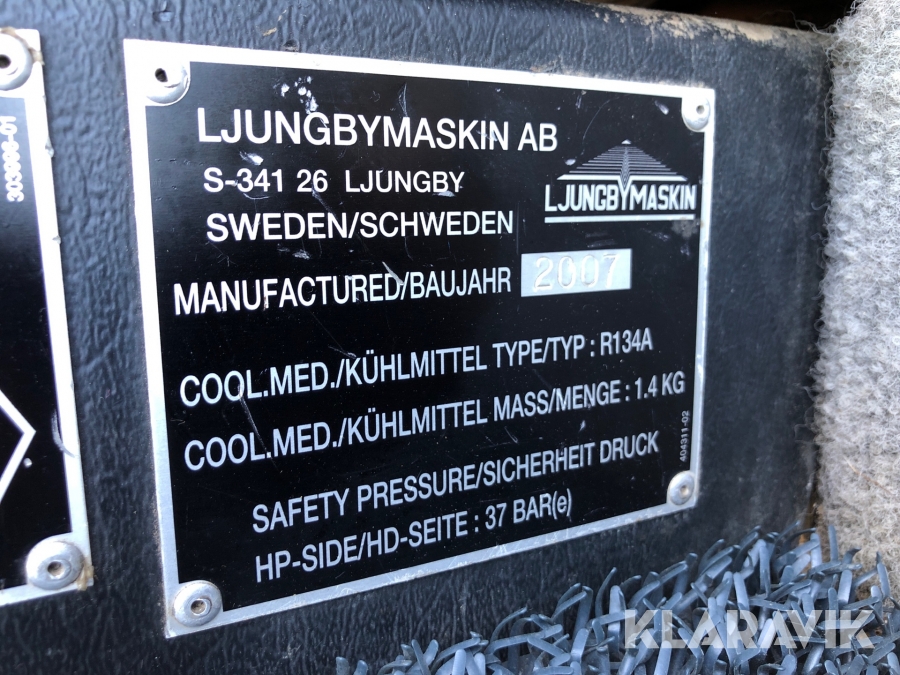 303996-01
LJUNGBYMASKIN AB
S-341 26 LJUNGBY
SWEDEN/SCHWEDEN
LJUNGBYMASKIN
MANUFACTURED/BAUJAHR 2007
COOL.MED./KÜHLMITTEL TYPE/TYP : R134A
COOL.MED./KÜHLMITTEL MASS/MENGE : 1.4 KG
404311-02
SAFETY PRESSURE/SICHERHEIT DRUCK
HP-SIDE/HD-SEITE : 37 BAR(e)
KLARAVIK